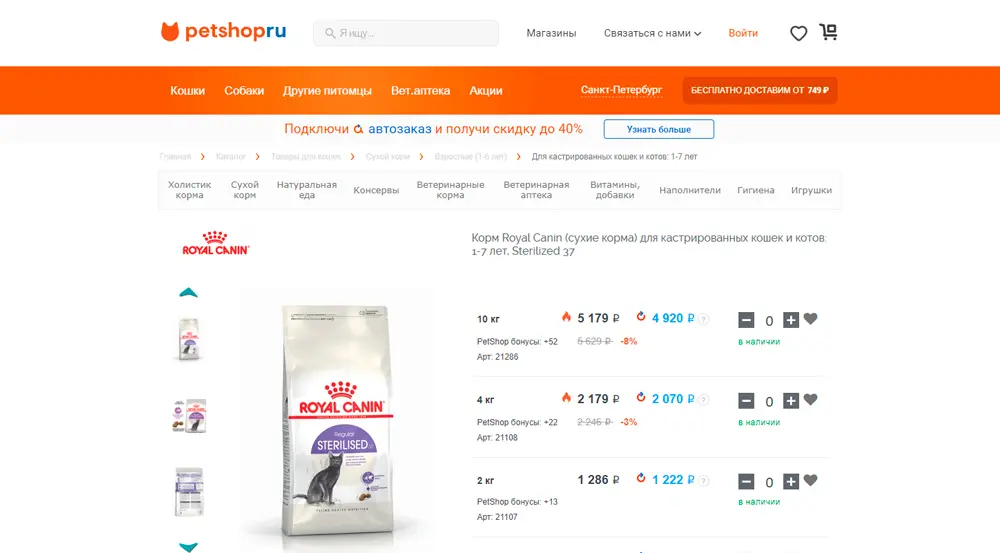 petshopru
Я ищу...
Магазины
Связаться с нами
Войти
Кошки
Собаки
Другие питомцы
Вет.аптека
Акции
Санкт-Петербург
БЕСПЛАТНО ДОСТАВИМ ОТ 749 ₽
Подключи автозаказ и получи скидку до 40%
Узнать больше
Главная > Каталог > Товары для кошек > Сухой корм > Взрослые (1-6 лет) > Для кастрированных кошек и котов: 1-7 лет
Холистик
корма
Сухой
корм
Натуральная
еда
Консервы
Ветеринарные
корма
Ветеринарная
аптека
Витамины,
добавки
Наполнители
Гигиена
Игрушки
ROYAL CANIN
Корм Royal Canin (сухие корма) для кастрированных кошек и котов:
1-7 лет, Sterilized 37
ROYAL CANIN
Regular
STERILISED
FELINE HEALTH NUTRITION
10 кг
5 179 ₽
4 920 ₽
?
0
PetShop бонусы: +52
5 629 ₽
-8%
в наличии
Арт: 21286
4 кг
2 179 ₽
2 070 ₽
?
0
PetShop бонусы: +22
2 246 ₽
-3%
в наличии
Арт: 21108
2 кг
1 286 ₽
1 222 ₽
?
0
PetShop бонусы: +13
в наличии
Арт: 21107